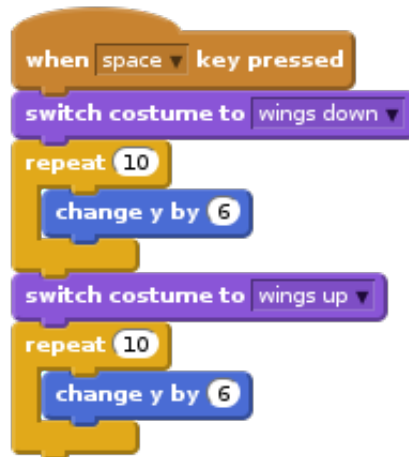 when space key pressed
switch costume to wings down
repeat 10
change y by 6
switch costume to wings up
repeat 10
change y by 6